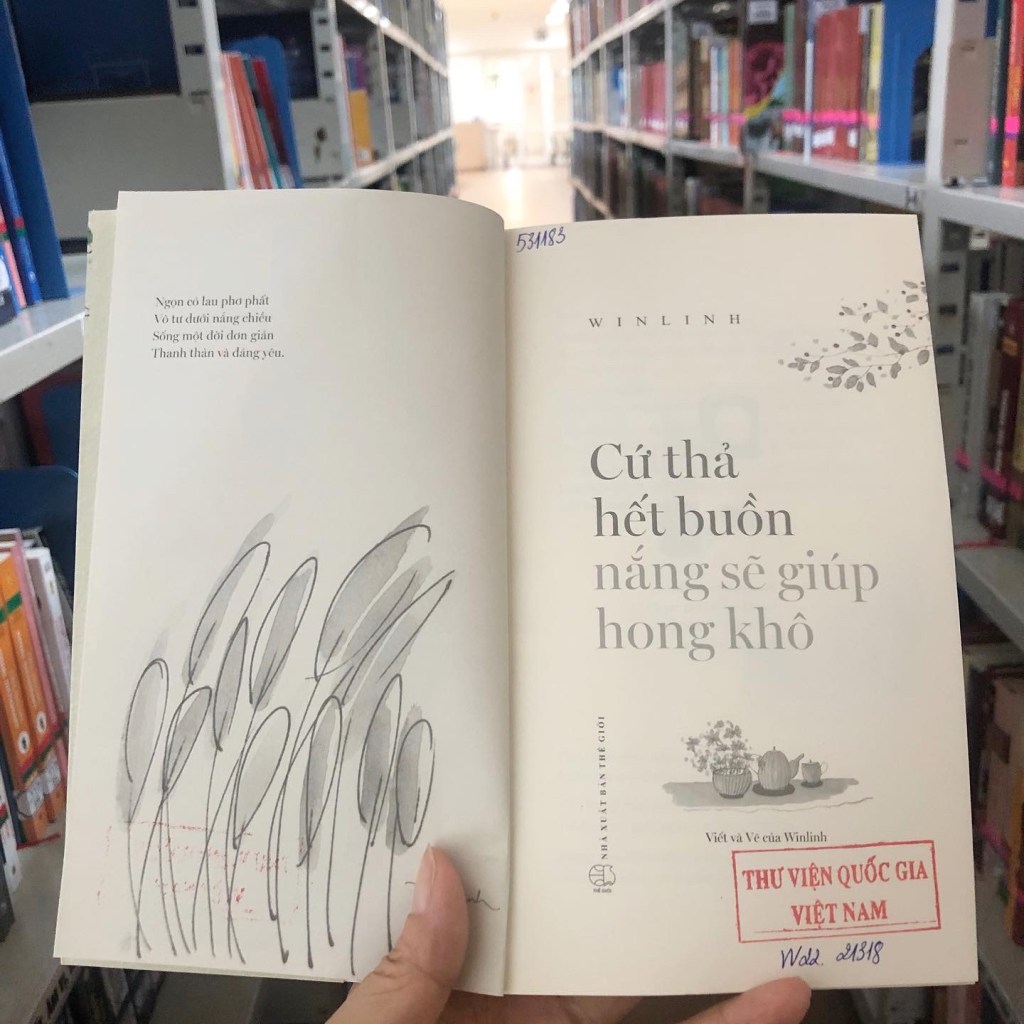 Ngọn cỏ lau phơ phất
Vô tư dưới nắng chiều
Sống một đời đơn giản
Thanh thản và đáng yêu.
531183
WINLINH
Cứ thả
hết buồn
nắng sẽ giúp
hong khô
NHÀ XUẤT BẢN THẾ GIỚI
Viết và Vẽ của Winlinh
THƯ VIỆN QUỐC GIA
VIỆT NAM
21318